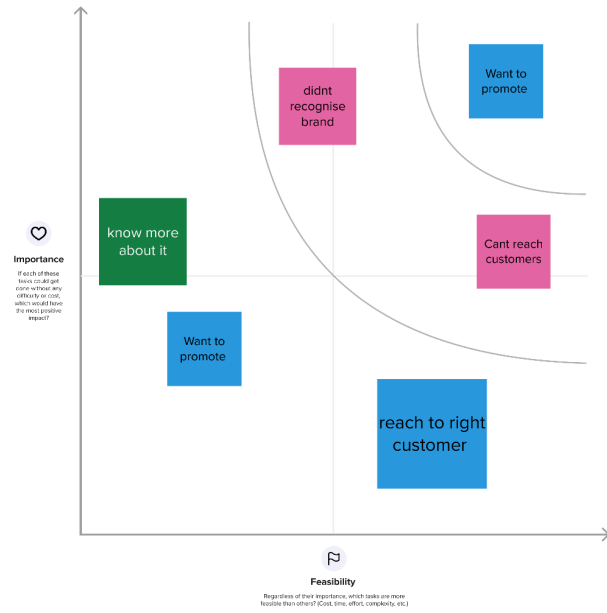 Want to
promote
didnt
recognise
brand
know more
about it
Cant reach
customers
Importance
If each of these
tasks could get
done without any
difficulty or cost,
which would have
the most positive
impact?
Want to
promote
reach to right
customer
Feasibility
Regardless of their importance, which tasks are more
feasible than others? (Cost, time, effort, complexity, etc.)